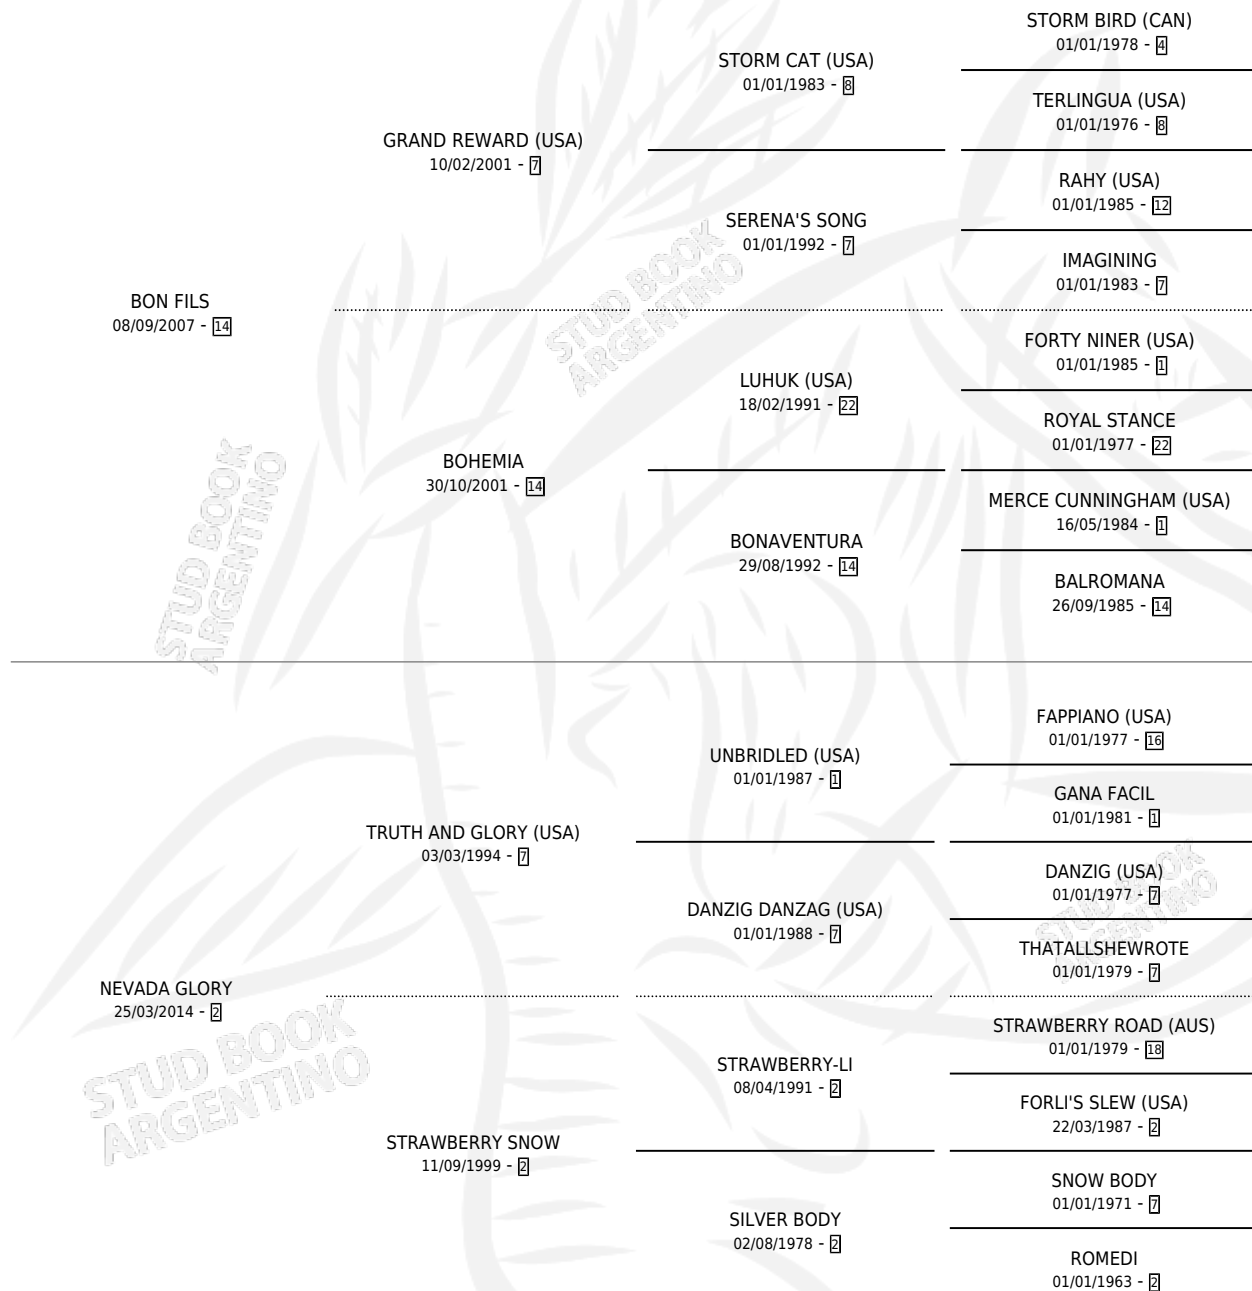 STORM BIRD (CAN)
01/01/1978 - 4
STORM CAT (USA)
01/01/1983 - 8
TERLINGUA (USA)
01/01/1976 - 8
GRAND REWARD (USA)
10/02/2001 - 7
RAHY (USA)
01/01/1985 - 12
SERENA'S SONG
01/01/1992 - 7
IMAGINING
01/01/1983 - 7
BON FILS
08/09/2007 - 14
FORTY NINER (USA)
01/01/1985 - 1
LUHUK (USA)
18/02/1991 - 22
ROYAL STANCE
01/01/1977 - 22
BOHEMIA
30/10/2001 - 14
MERCE CUNNINGHAM (USA)
16/05/1984 - 1
BONAVENTURA
29/08/1992 - 14
BALROMANA
26/09/1985 - 14
STUD BOOK
ARGENTINO
STUD BOOK
ARGENTINO
FAPPIANO (USA)
01/01/1977 - 16
UNBRIDLED (USA)
01/01/1987 - 1
GANA FACIL
01/01/1981 - 1
TRUTH AND GLORY (USA)
03/03/1994 - 7
DANZIG (USA)
01/01/1977 - 7
DANZIG DANZAG (USA)
01/01/1988 - 7
THATALLSHEWROTE
01/01/1979 - 7
NEVADA GLORY
25/03/2014 - 2
STRAWBERRY ROAD (AUS)
01/01/1979 - 18
STRAWBERRY-LI
08/04/1991 - 2
FORLI'S SLEW (USA)
22/03/1987 - 2
STRAWBERRY SNOW
11/09/1999 - 2
SNOW BODY
01/01/1971 - 7
SILVER BODY
02/08/1978 - 2
ROMEDI
01/01/1963 - 2
STUD BOOK
ARGENTINO
STUD BOOK
ARGENTINO